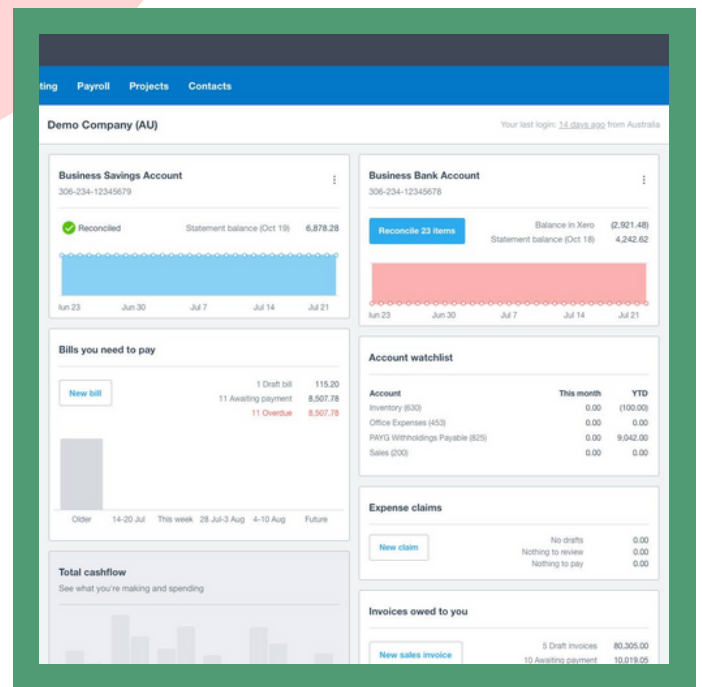 ting Payroll Projects Contacts
Demo Company (AU)
Your last login: 14 days ago from Australia
Business Savings Account
306-234-12345679
Reconciled
Statement balance (Oct 19) 6,878.28
Jun 23 Jun 30 Jul 7 Jul 14 Jul 21
Business Bank Account
306-234-12345678
Reconcile 23 items
Balance in Xero (2,921.48)
Statement balance (Oct 18) 4,242.62
Jun 23 Jun 30 Jul 7 Jul 14 Jul 21
Bills you need to pay
New bill
1 Draft bill 115.20
11 Awaiting payment 8,507.78
11 Overdue 8,507.78
Older 14-20 Jul This week 28 Jul-3 Aug 4-10 Aug Future
Account watchlist
Account This month YTD
Inventory (630) 0.00 (100.00)
Office Expenses (453) 0.00 0.00
PAYG Withholdings Payable (825) 0.00 9,042.00
Sales (200) 0.00 0.00
Expense claims
New claim
No drafts 0.00
Nothing to review 0.00
Nothing to pay 0.00
Total cashflow
See what you're making and spending
Invoices owed to you
New sales invoice
5 Draft invoices 80,305.00
10 Awaiting payment 10,019.05